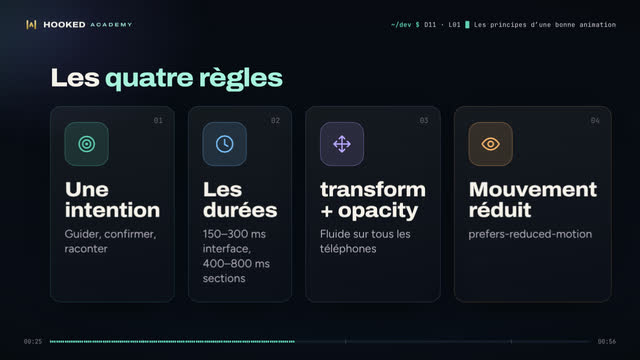 HOOKED ACADEMY
~/dev $ D11 · L01 Les principes d’une bonne animation
Les quatre règles
01
Une
intention
Guider, confirmer,
raconter
02
Les
durées
150–300 ms
interface,
400–800 ms
sections
03
transform
+ opacity
Fluide sur tous les
téléphones
04
Mouvement
réduit
prefers-reduced-motion
00:25
00:56